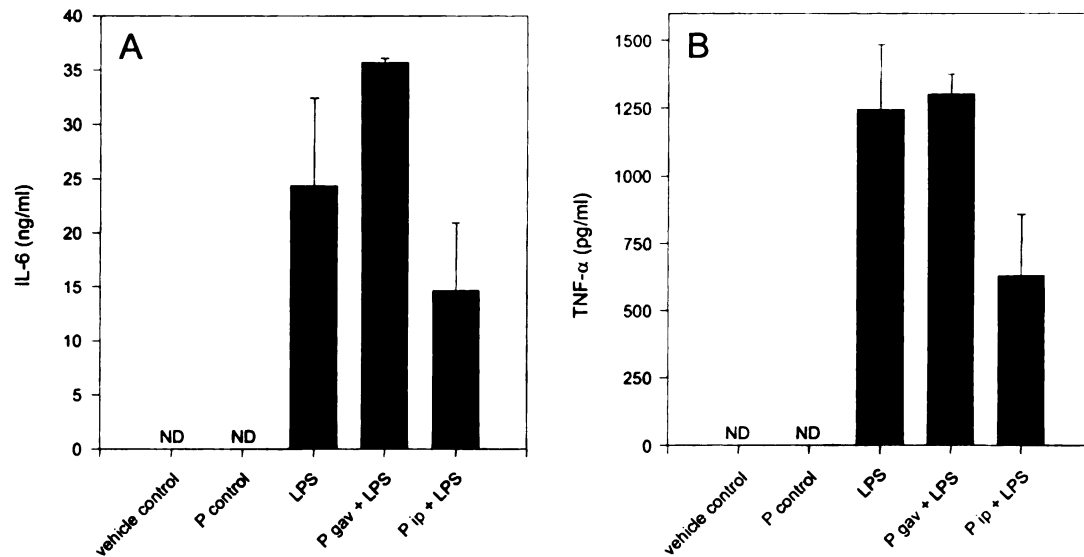 A
IL-6 (ng/ml)
40
35
30
25
20
15
10
5
0
ND
ND
vehicle control
P control
LPS
P gav + LPS
P ip + LPS
B
TNF-α (pg/ml)
1500
1250
1000
750
500
250
0
ND
ND
vehicle control
P control
LPS
P gav + LPS
P ip + LPS